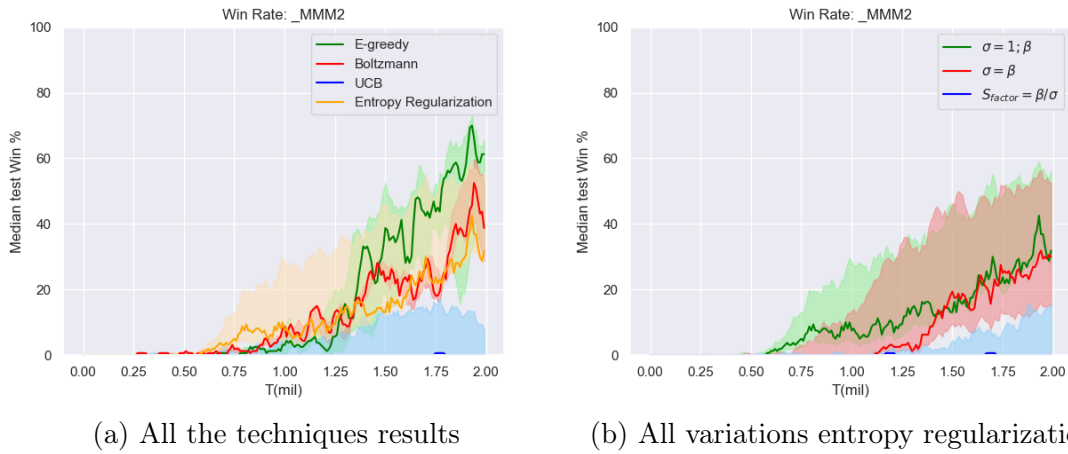 Win Rate: _MMM2
100
80
60
40
20
0
Median test Win %
E-greedy
Boltzmann
UCB
Entropy Regularization
0.00 0.25 0.50 0.75 1.00 1.25 1.50 1.75 2.00
T(mil)
(a) All the techniques results
Win Rate: _MMM2
100
80
60
40
20
0
Median test Win %
σ = 1; β
σ = β
S_factor = β/σ
0.00 0.25 0.50 0.75 1.00 1.25 1.50 1.75 2.00
T(mil)
(b) All variations entropy regularizati